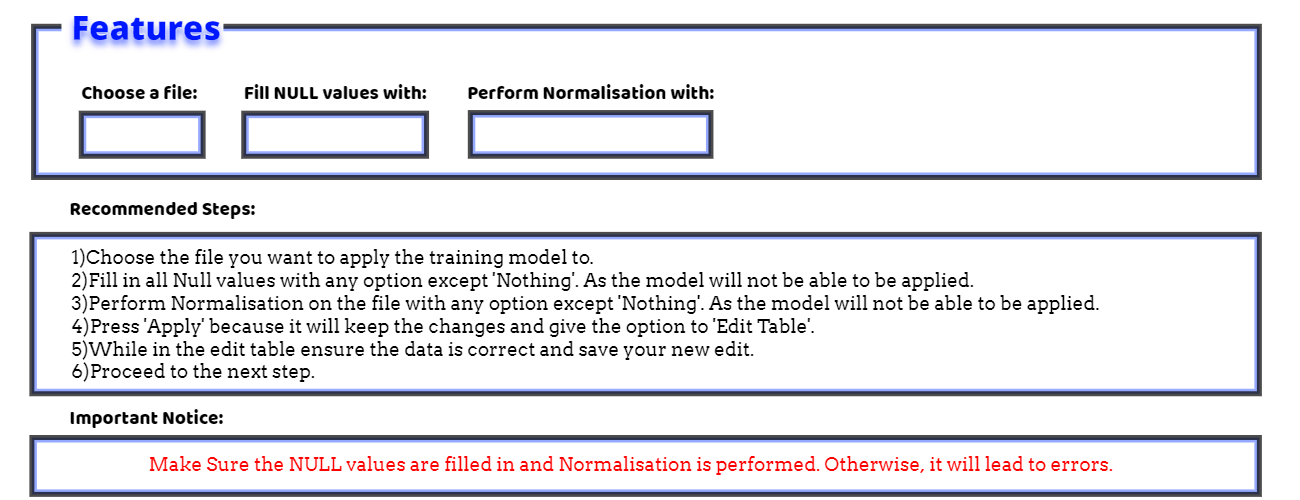 Features
Choose a file: Fill NULL values with: Perform Normalisation with:
Recommended Steps:
1)Choose the file you want to apply the training model to.
2)Fill in all Null values with any option except 'Nothing'. As the model will not be able to be applied.
3)Perform Normalisation on the file with any option except 'Nothing'. As the model will not be able to be applied.
4)Press 'Apply' because it will keep the changes and give the option to 'Edit Table'.
5)While in the edit table ensure the data is correct and save your new edit.
6)Proceed to the next step.
Important Notice:
Make Sure the NULL values are filled in and Normalisation is performed. Otherwise, it will lead to errors.